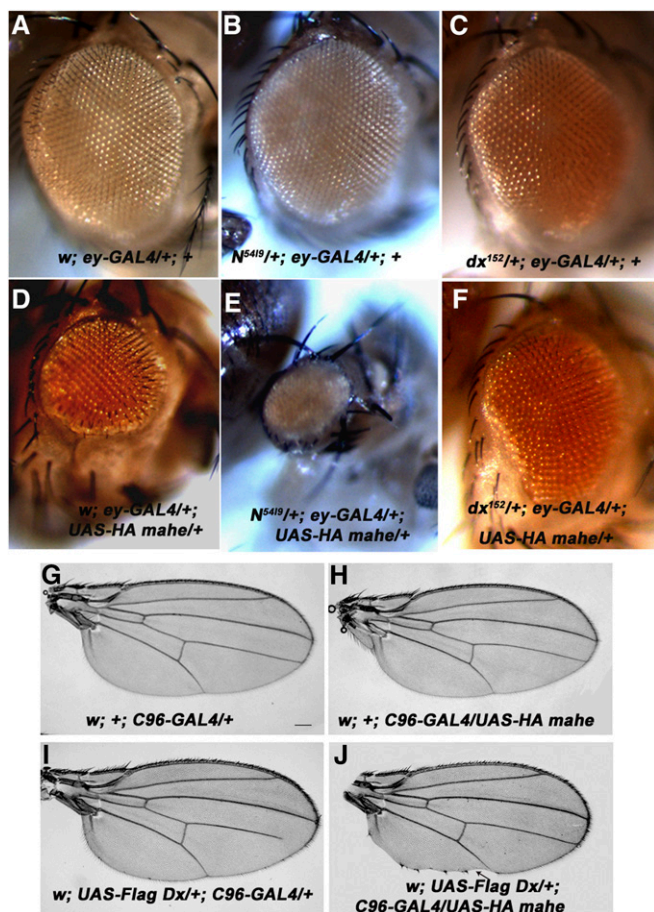 A
w; ey-GAL4/+; +
B
N⁵⁴¹⁹/+; ey-GAL4/+; +
C
dx¹⁵²/+; ey-GAL4/+; +
D
w; ey-GAL4/+;
UAS-HA mahe/+
E
N⁵⁴¹⁹/+; ey-GAL4/+;
UAS-HA mahe/+
F
dx¹⁵²/+; ey-GAL4/+;
UAS-HA mahe/+
G
w; +; C96-GAL4/+
H
w; +; C96-GAL4/UAS-HA mahe
I
w; UAS-Flag Dx/+; C96-GAL4/+
J
w; UAS-Flag Dx/+;
C96-GAL4/UAS-HA mahe